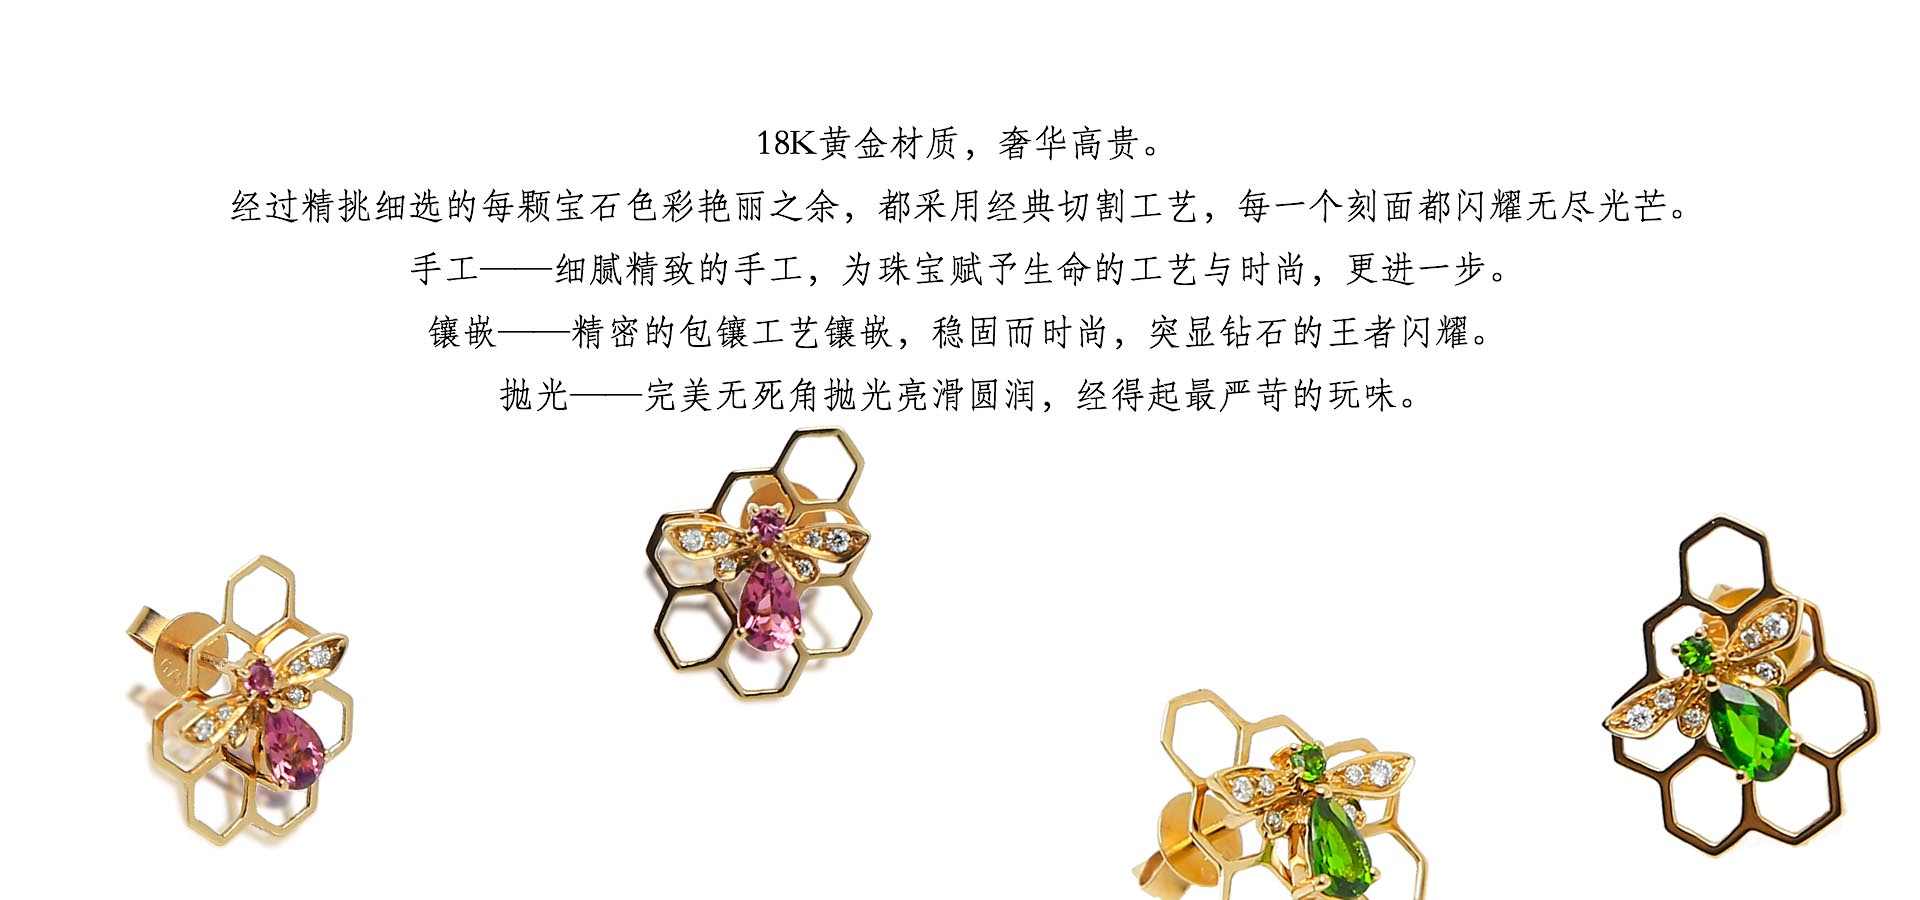 18K黄金材质，奢华高贵。
经过精挑细选的每颗宝石色彩艳丽之余，都采用经典切割工艺，每一个刻面都闪耀无尽光芒。
手工——细腻精致的手工，为珠宝赋予生命的工艺与时尚，更进一步。
镶嵌——精密的包镶工艺镶嵌，稳固而时尚，突显钻石的王者闪耀。
抛光——完美无死角抛光亮滑圆润，经得起最严苛的玩味。